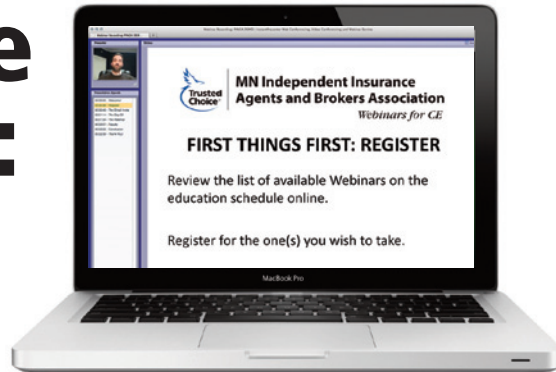 e
:
Trusted
Choice®
MN Independent Insurance
Agents and Brokers Association
Webinars for CE
FIRST THINGS FIRST: REGISTER
Review the list of available Webinars on the
education schedule online.
Register for the one(s) you wish to take.
MacBook Pro